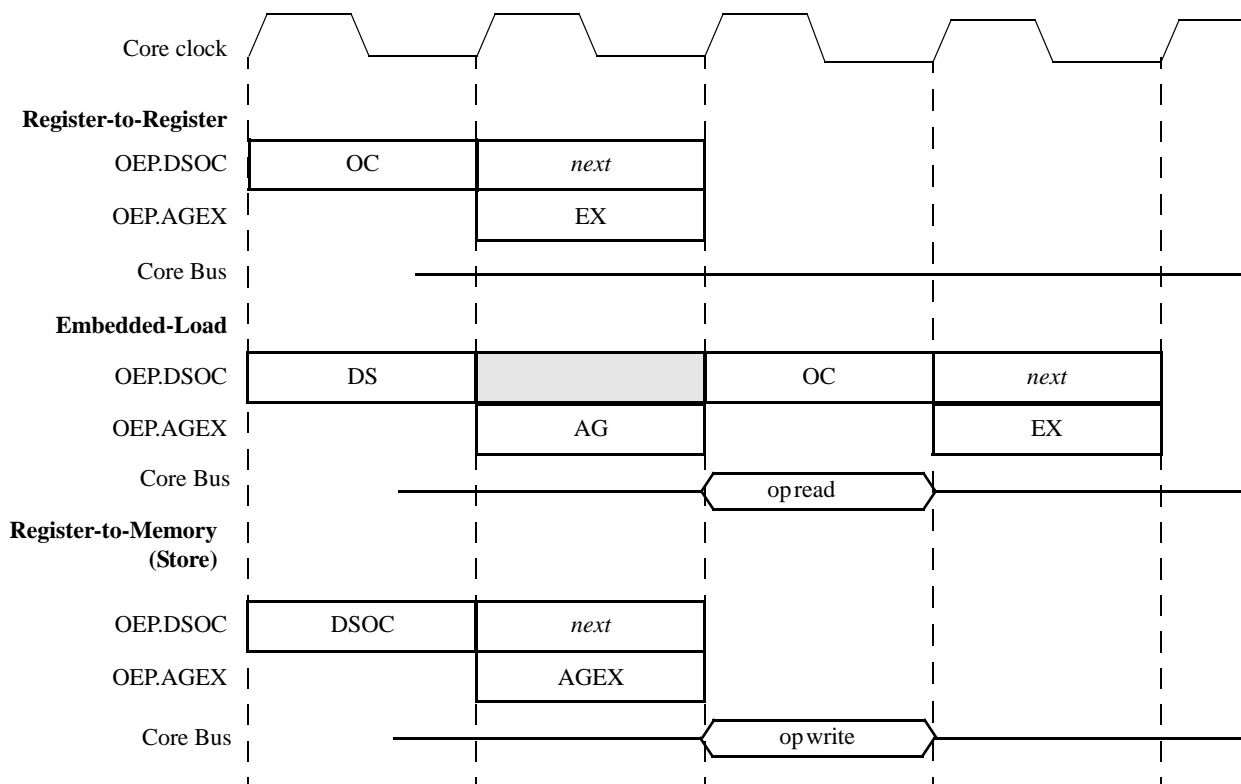 Core clock
Register-to-Register
OEP.DSOC OC next
OEP.AGEX EX
Core Bus
Embedded-Load
OEP.DSOC DS OC next
OEP.AGEX AG EX
Core Bus op read
Register-to-Memory
(Store)
OEP.DSOC DSOC next
OEP.AGEX AGEX
Core Bus op write